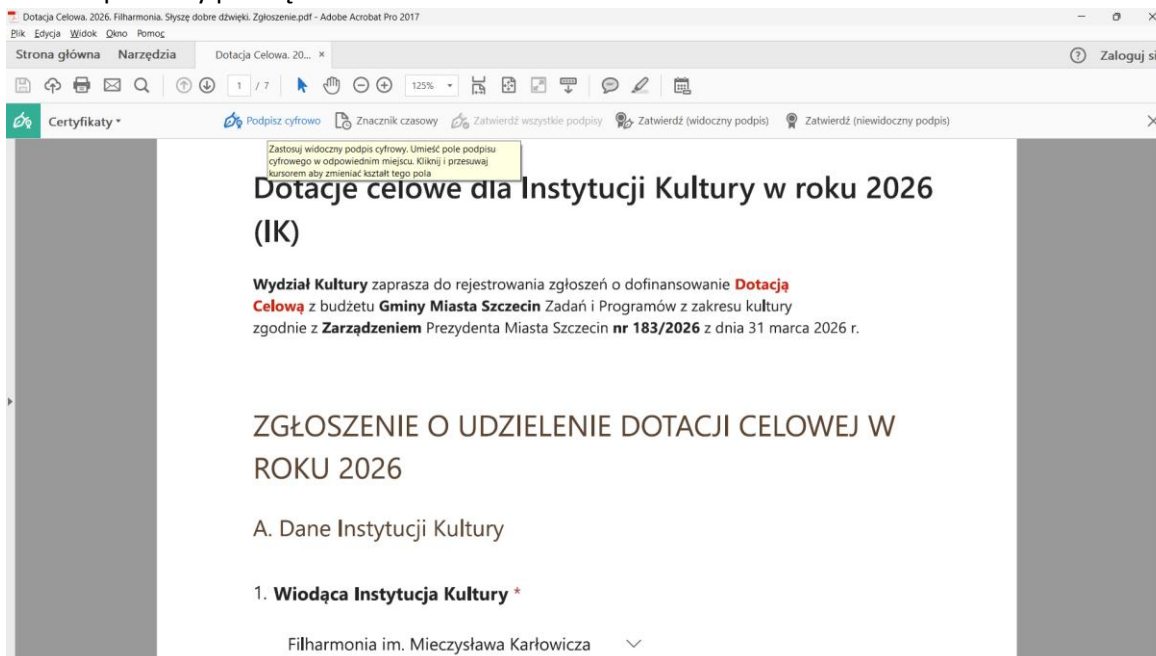 Dotacja Celowa. 2026. Filharmonia. Słyszę dobre dźwięki. Zgłoszenie.pdf - Adobe Acrobat Pro 2017
Plik Edycja Widok Okno Pomoc
Strona główna Narzędzia Dotacja Celowa. 20... × Zaloguj si
1 / 7 125%
Certyfikaty Podpisz cyfrowo Znacznik czasowy Zatwierdź wszystkie podpisy Zatwierdź (widoczny podpis) Zatwierdź (niewidoczny podpis)
Zastosuj widoczny podpis cyfrowy. Umieść pole podpisu
cyfrowego w odpowiednim miejscu. Kliknij i przesuwaj
kursorem aby zmieniać kształt tego pola
Dotacje celowe dla Instytucji Kultury w roku 2026
(IK)
Wydział Kultury zaprasza do rejestrowania zgłoszeń o dofinansowanie Dotacją
Celową z budżetu Gminy Miasta Szczecin Zadań i Programów z zakresu kultury
zgodnie z Zarządzeniem Prezydenta Miasta Szczecin nr 183/2026 z dnia 31 marca 2026 r.
ZGŁOSZENIE O UDZIELENIE DOTACJI CELOWEJ W
ROKU 2026
A. Dane Instytucji Kultury
1. Wiodąca Instytucja Kultury *
Filharmonia im. Mieczysława Karłowicza